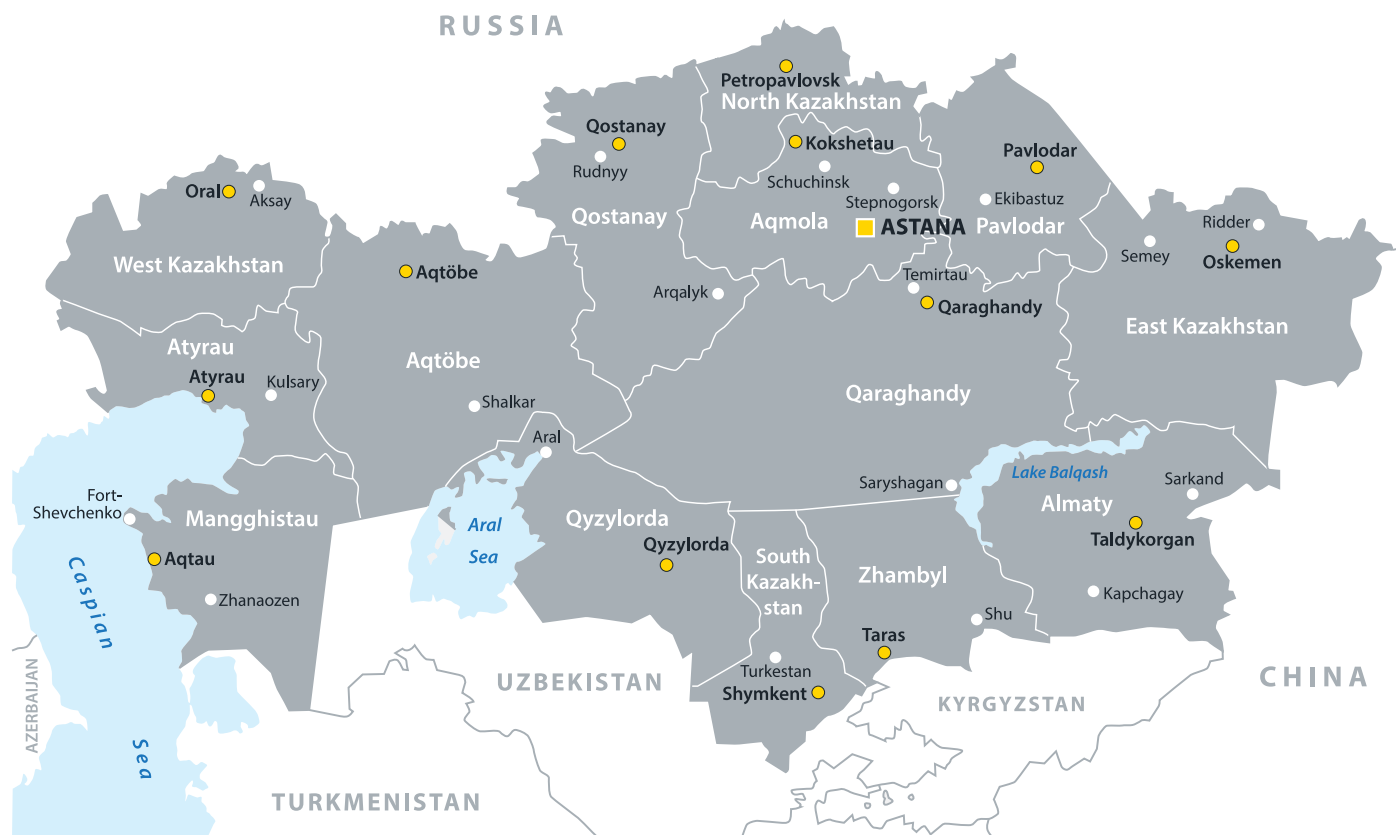 RUSSIA
Petropavlovsk
North Kazakhstan
Qostanay
Rudnyy
Qostanay
Kokshetau
Schuchinsk
Stepnogorsk
Aqmola
ASTANA
Pavlodar
Ekibastuz
Pavlodar
Oral
Aksay
West Kazakhstan
Aqtöbe
Ridder
Semey
Oskemen
Arqalyk
Temirtau
Qaraghandy
East Kazakhstan
Atyrau
Atyrau
Kulsary
Aqtöbe
Shalkar
Qaraghandy
Aral
Lake Balqash
Saryshagan
Sarkand
Almaty
Taldykorgan
Kapchagay
Fort-
Shevchenko
Mangghistau
Aqtau
Zhanaozen
Aral
Sea
Qyzylorda
Qyzylorda
South
Kazakh-
stan
Zhambyl
Shu
Taras
Turkestan
Shymkent
Caspian
Sea
AZERBAIJAN
UZBEKISTAN
KYRGYZSTAN
CHINA
TURKMENISTAN